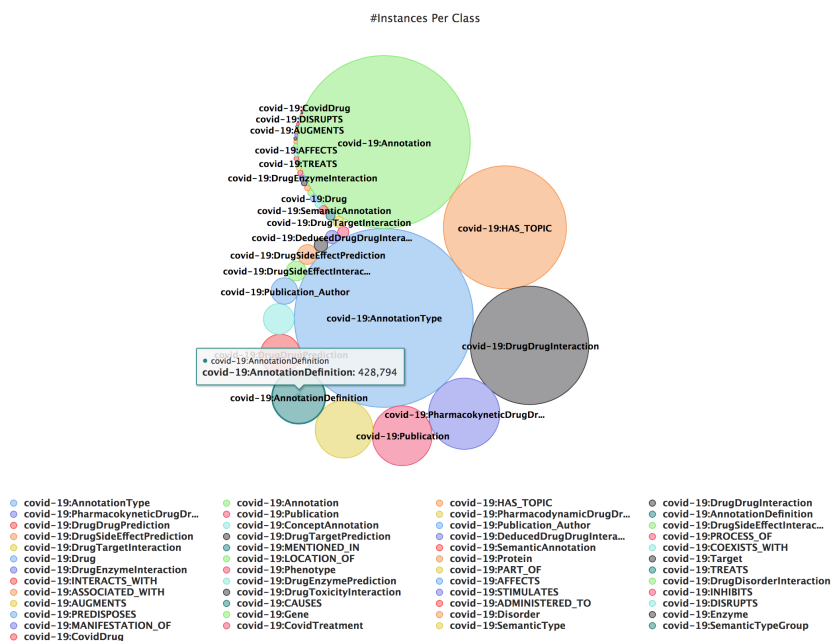 #Instances Per Class
covid-19:CovidDrug
covid-19:DISRUPTS
covid-19:AUGMENTS
covid-19:Annotation
covid-19:AFFECTS
covid-19:TREATS
covid-19:DrugEnzymeInteraction
covid-19:Drug
covid-19:SemanticAnnotation
covid-19:DrugTargetInteraction
covid-19:HAS_TOPIC
covid-19:DeducedDrugDrugIntera...
covid-19:DrugSideEffectPrediction
covid-19:DrugSideEffectInterac...
covid-19:Publication_Author
covid-19:AnnotationType
covid-19:DrugDrugInteraction
covid-19:DrugDrugPrediction
covid-19:AnnotationDefinition
covid-19:AnnotationDefinition: 428,794
covid-19:AnnotationDefinition
covid-19:PharmacokyneticDrugDr...
covid-19:Publication
covid-19:AnnotationType covid-19:Annotation covid-19:HAS_TOPIC covid-19:DrugDrugInteraction
covid-19:PharmacokyneticDrugDr... covid-19:Publication covid-19:PharmacodynamicDrugDr... covid-19:AnnotationDefinition
covid-19:DrugDrugPrediction covid-19:ConceptAnnotation covid-19:Publication_Author covid-19:DrugSideEffectInterac...
covid-19:DrugSideEffectPrediction covid-19:DrugTargetPrediction covid-19:DeducedDrugDrugIntera... covid-19:PROCESS_OF
covid-19:DrugTargetInteraction covid-19:MENTIONED_IN covid-19:SemanticAnnotation covid-19:COEXISTS_WITH
covid-19:Drug covid-19:LOCATION_OF covid-19:Protein covid-19:Target
covid-19:DrugEnzymeInteraction covid-19:Phenotype covid-19:PART_OF covid-19:TREATS
covid-19:INTERACTS_WITH covid-19:DrugEnzymePrediction covid-19:AFFECTS covid-19:DrugDisorderInteraction
covid-19:ASSOCIATED_WITH covid-19:DrugToxicityInteraction covid-19:STIMULATES covid-19:INHIBITS
covid-19:AUGMENTS covid-19:CAUSES covid-19:ADMINISTERED_TO covid-19:DISRUPTS
covid-19:PREDISPOSES covid-19:Gene covid-19:Disorder covid-19:Enzyme
covid-19:MANIFESTATION_OF covid-19:CovidTreatment covid-19:SemanticType covid-19:SemanticTypeGroup
covid-19:CovidDrug